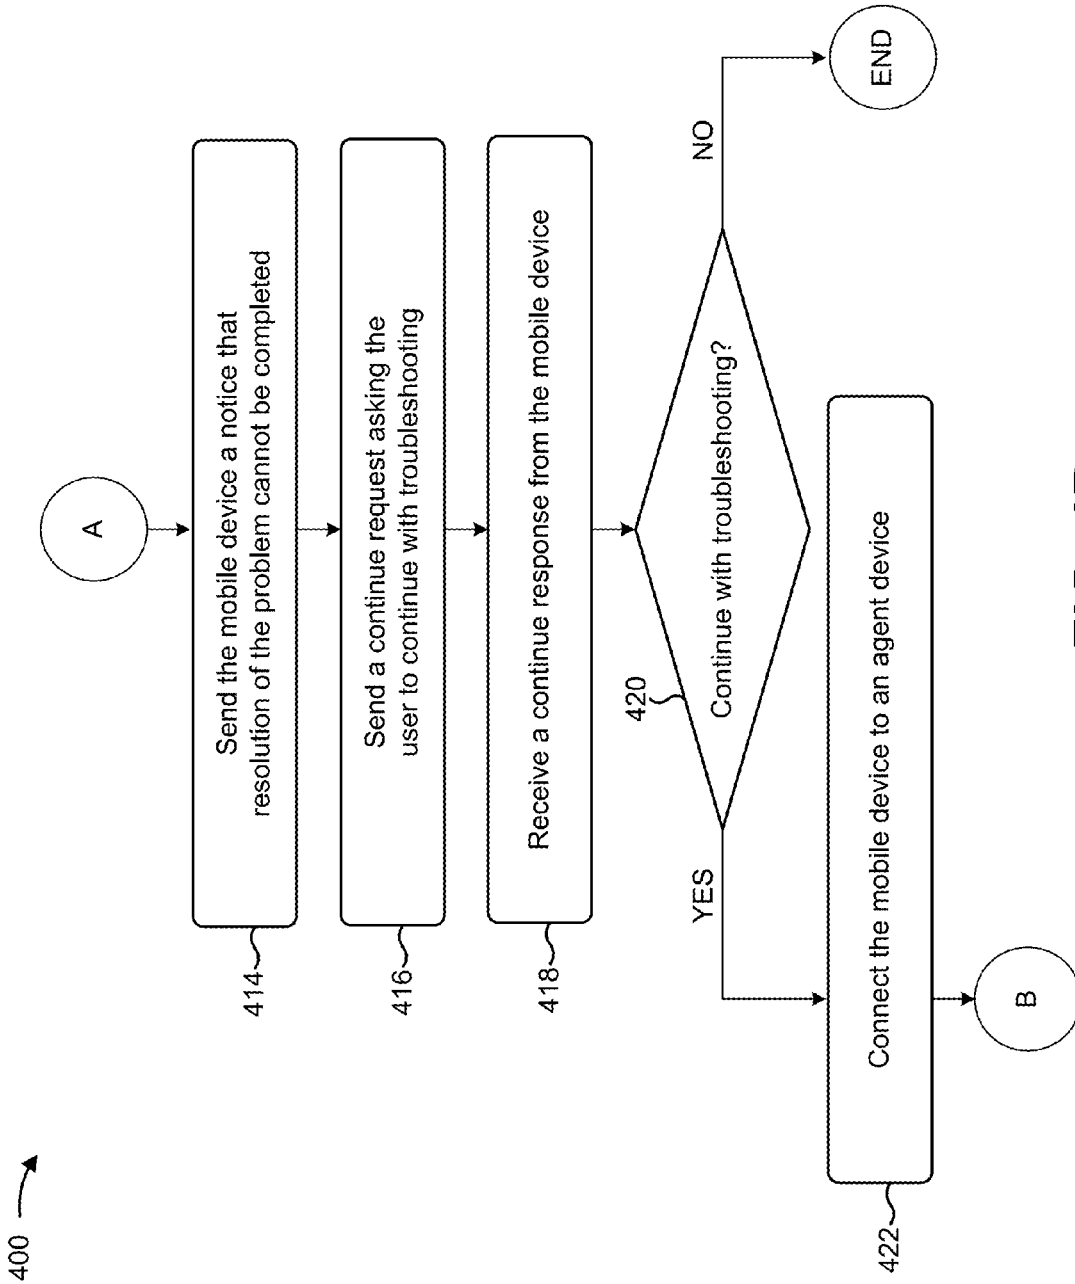 400
A
414
Send the mobile device a notice that
resolution of the problem cannot be completed
416
Send a continue request asking the
user to continue with troubleshooting
418
Receive a continue response from the mobile device
420
Continue with troubleshooting?
YES
NO
END
422
Connect the mobile device to an agent device
B